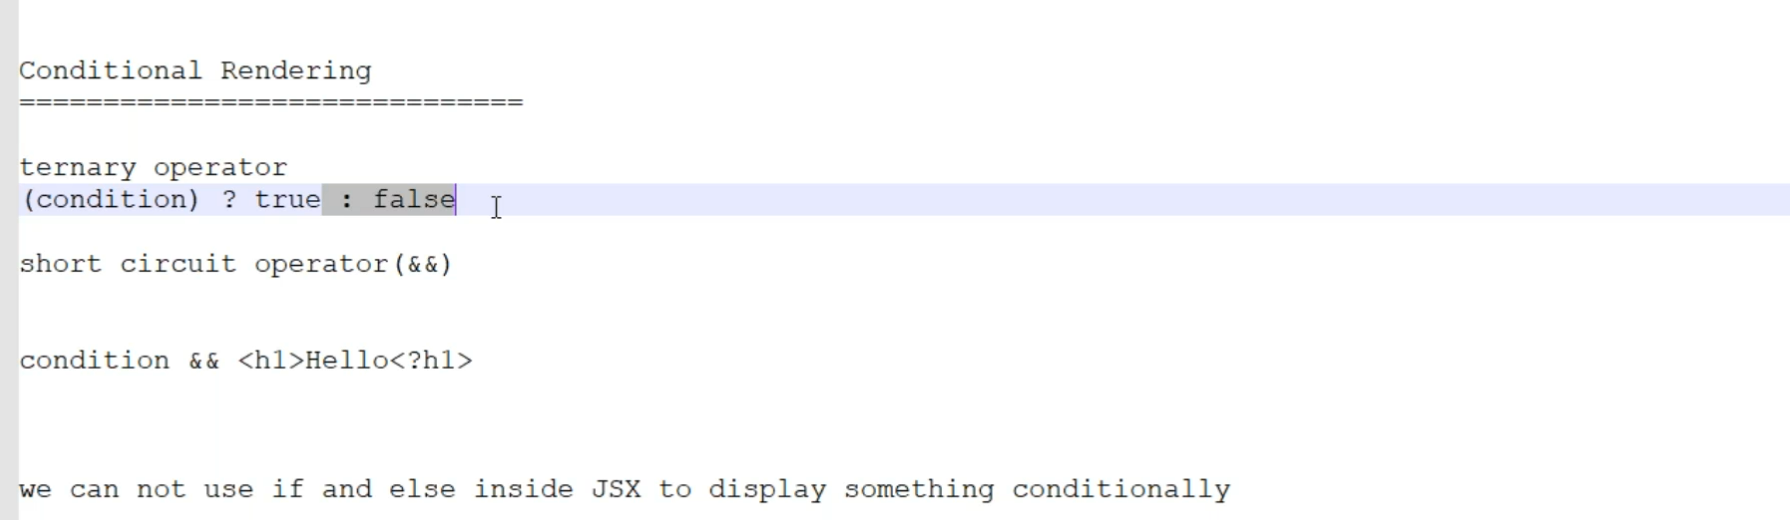 Conditional Rendering
==============================
ternary operator
(condition) ? true : false
short circuit operator(&&)
condition && <h1>Hello<?h1>
we can not use if and else inside JSX to display something conditionally